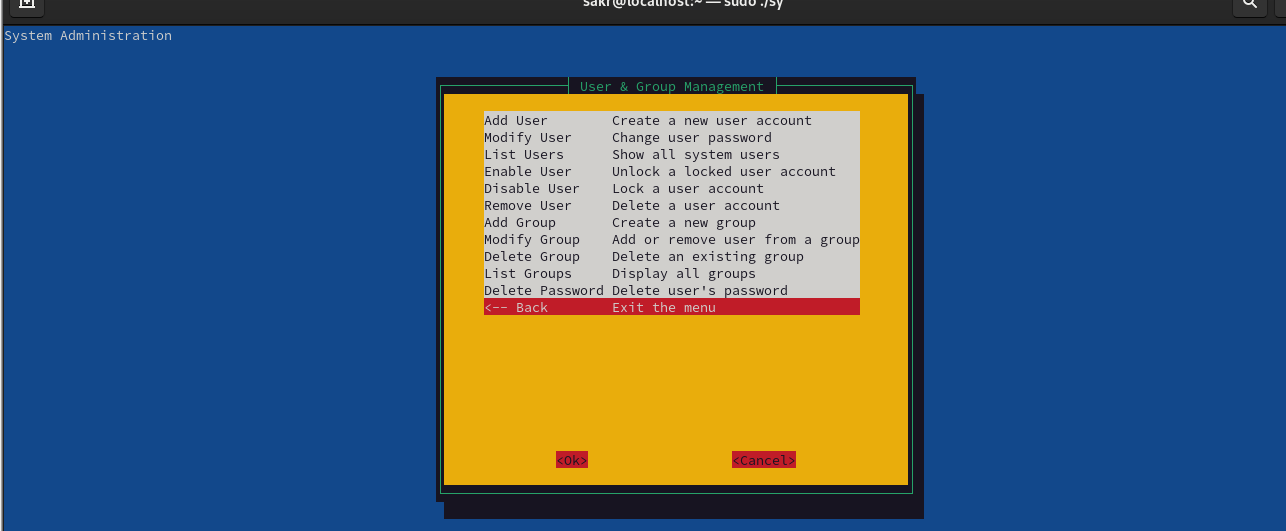 sakr@localhost:~ — sudo ./sy
System Administration
User & Group Management
Add User Create a new user account
Modify User Change user password
List Users Show all system users
Enable User Unlock a locked user account
Disable User Lock a user account
Remove User Delete a user account
Add Group Create a new group
Modify Group Add or remove user from a group
Delete Group Delete an existing group
List Groups Display all groups
Delete Password Delete user's password
<-- Back Exit the menu
<Ok> <Cancel>